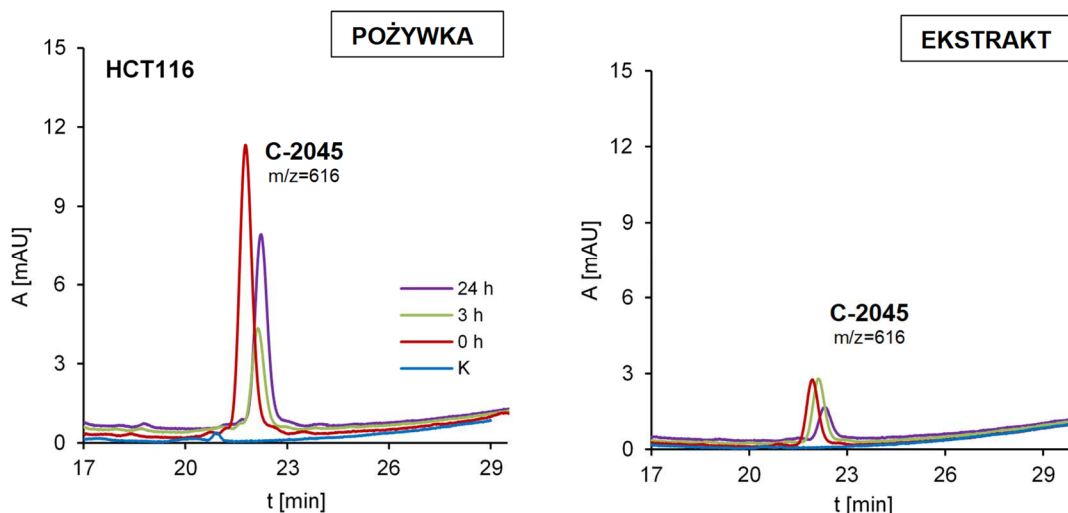 POŻYWKA
15
HCT116
12
C-2045
m/z=616
9
A [mAU]
6
24 h
3 h
0 h
K
3
0
17
20
23
26
29
t [min]
EKSTRAKT
15
12
9
A [mAU]
6
C-2045
m/z=616
3
0
17
20
23
26
29
t [min]